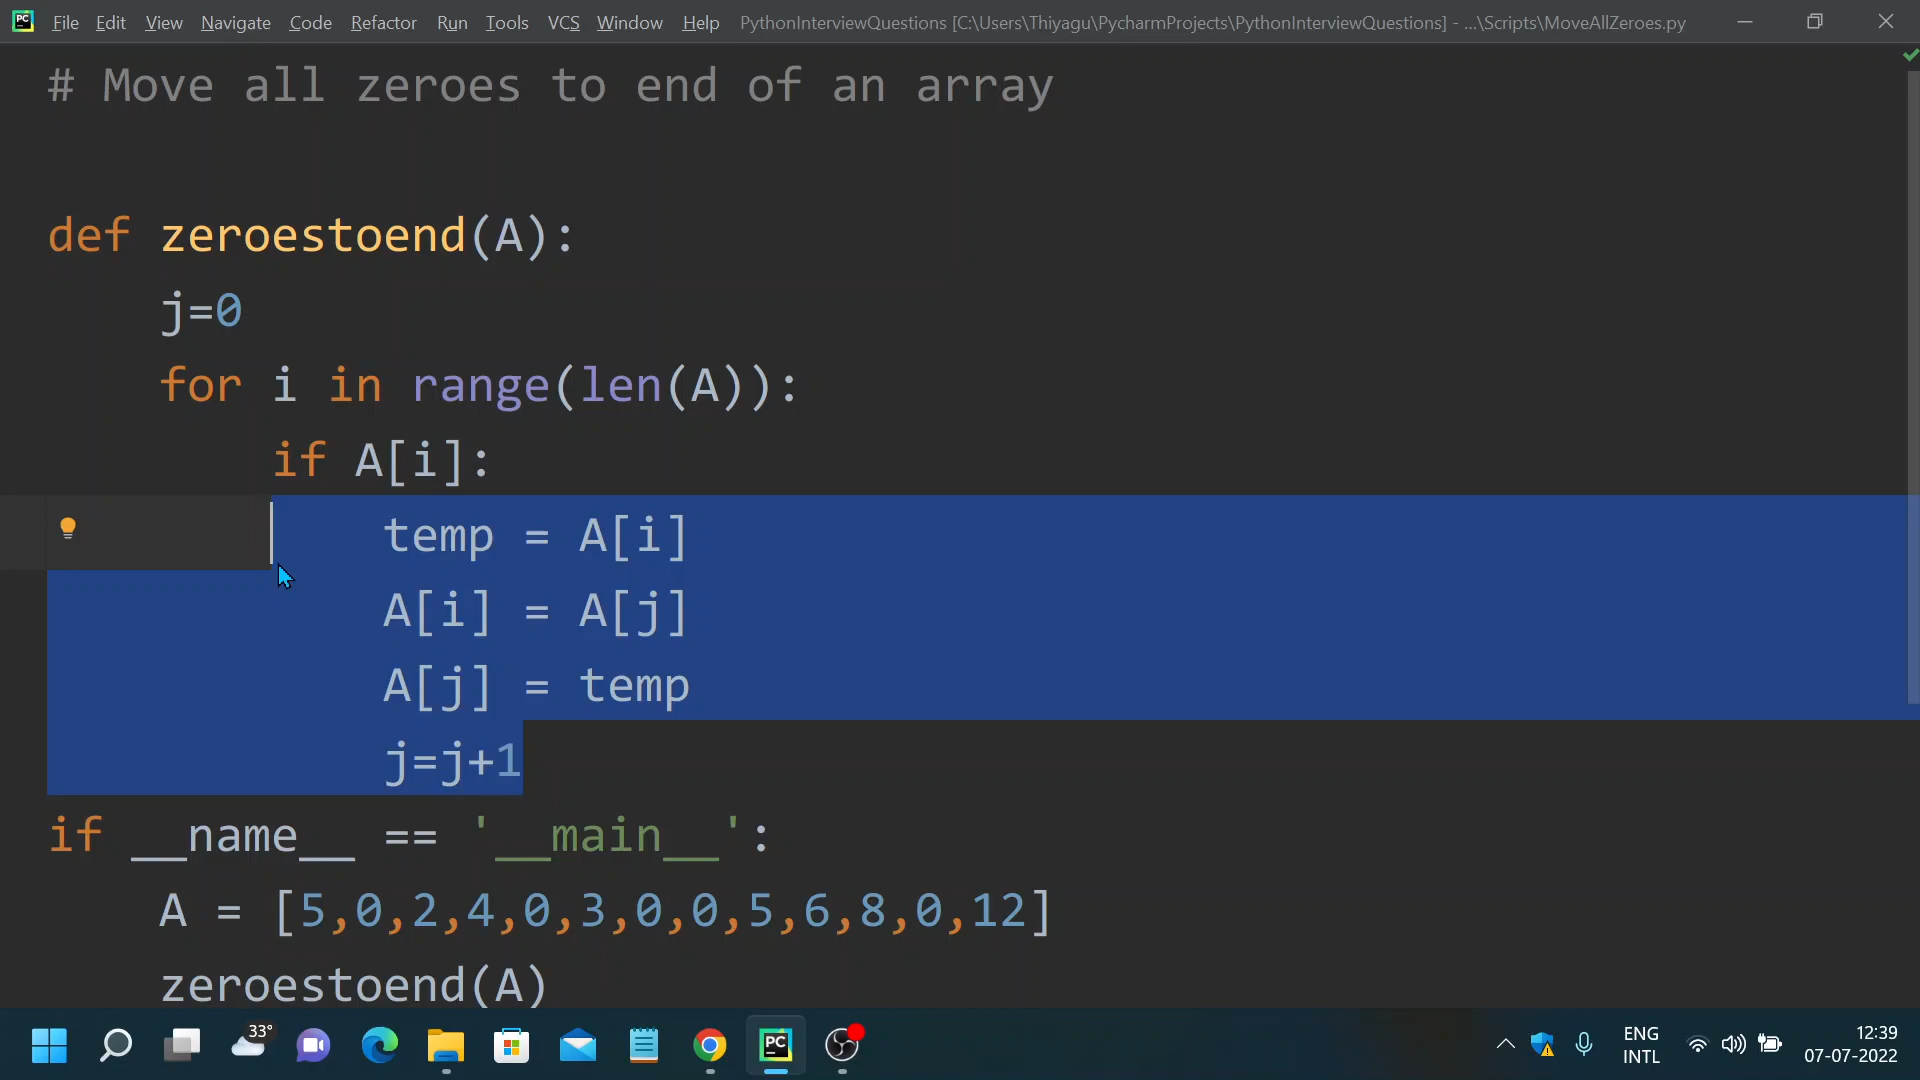 File Edit View Navigate Code Refactor Run Tools VCS Window Help PythonInterviewQuestions [C:\Users\Thiyagu\PycharmProjects\PythonInterviewQuestions] - ...\Scripts\MoveAllZeroes.py
# Move all zeroes to end of an array
def zeroestoend(A):
j=0
for i in range(len(A)):
if A[i]:
temp = A[i]
A[i] = A[j]
A[j] = temp
j=j+1
if __name__ == '__main__':
A = [5,0,2,4,0,3,0,0,5,6,8,0,12]
zeroestoend(A)
33°
PC
PC
ENG
INTL
12:39
07-07-2022